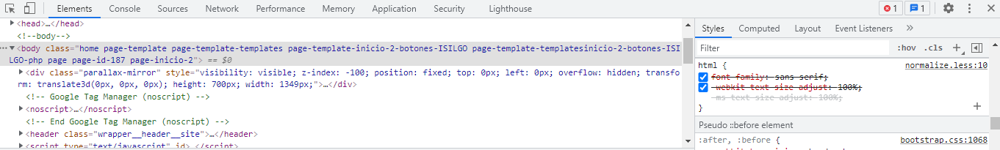 Elements Console Sources Network Performance Memory Application Security Lighthouse 1 1
<head>…</head>
<!--body-->
<body class="home page-template page-template-templates page-template-inicio-2-botones-ISILGO page-template-templatesinicio-2-botones-ISI
LGO-php page page-id-187 page-inicio-2"> == $0
<div class="parallax-mirror" style="visibility: visible; z-index: -100; position: fixed; top: 0px; left: 0px; overflow: hidden; transfo
rm: translate3d(0px, 0px, 0px); height: 700px; width: 1349px;">…</div>
<!-- Google Tag Manager (noscript) -->
<noscript>…</noscript>
<!-- End Google Tag Manager (noscript) -->
<header class="wrapper__header__site">…</header>
<script type="text/javascript" id> </script>
Styles Computed Layout Event Listeners »
Filter :hov .cls +
html { normalize.less:10
font-family: sans-serif;
-webkit-text-size-adjust: 100%;
-ms-text-size-adjust: 100%;
}
Pseudo ::before element
:after, :before { bootstrap.css:1068